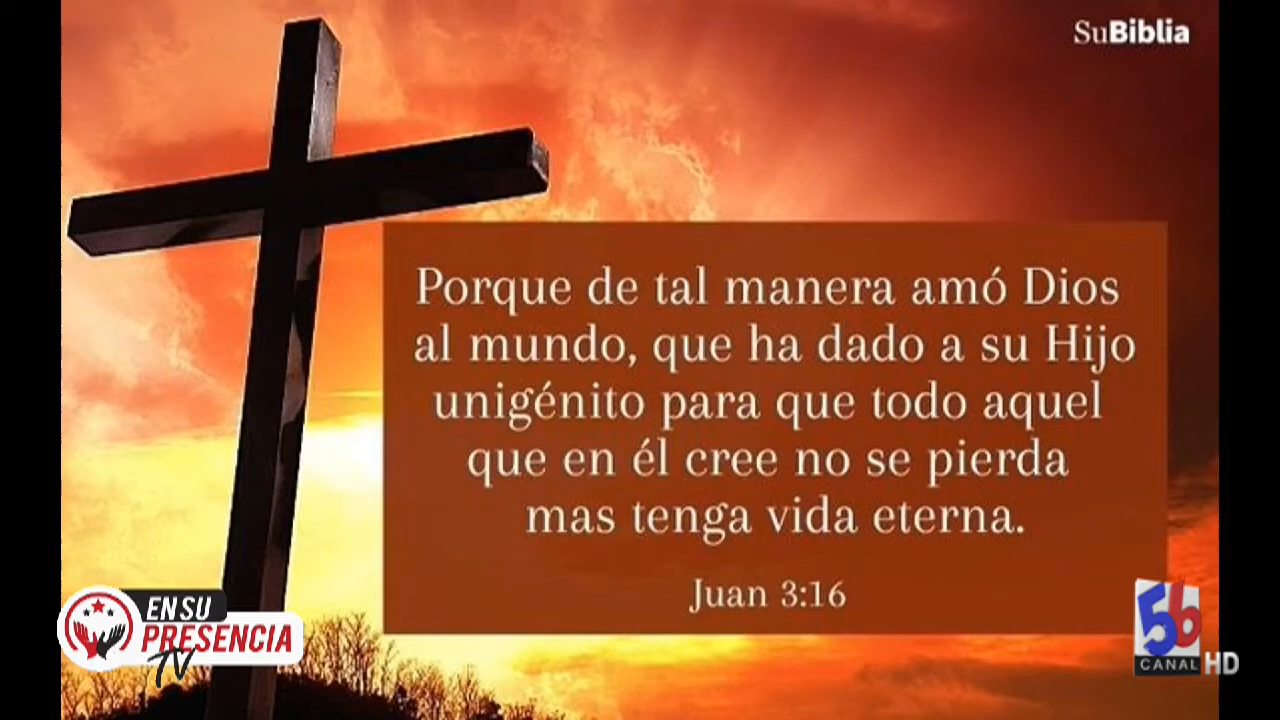 SuBiblia
Porque de tal manera amó Dios
al mundo, que ha dado a su Hijo
unigénito para que todo aquel
que en él cree no se pierda
mas tenga vida eterna.
Juan 3:16
EN SU
PRESENCIA
TV
56
CANAL HD